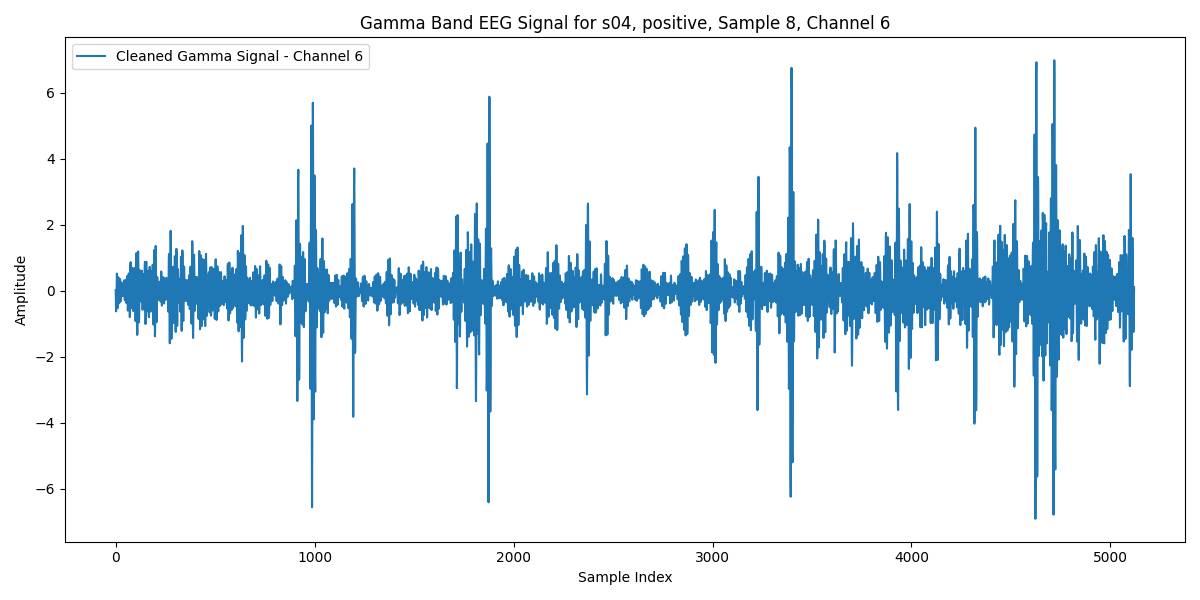 Gamma Band EEG Signal for s04, positive, Sample 8, Channel 6
Cleaned Gamma Signal - Channel 6
Amplitude
6
4
2
0
−2
−4
−6
0 1000 2000 3000 4000 5000
Sample Index